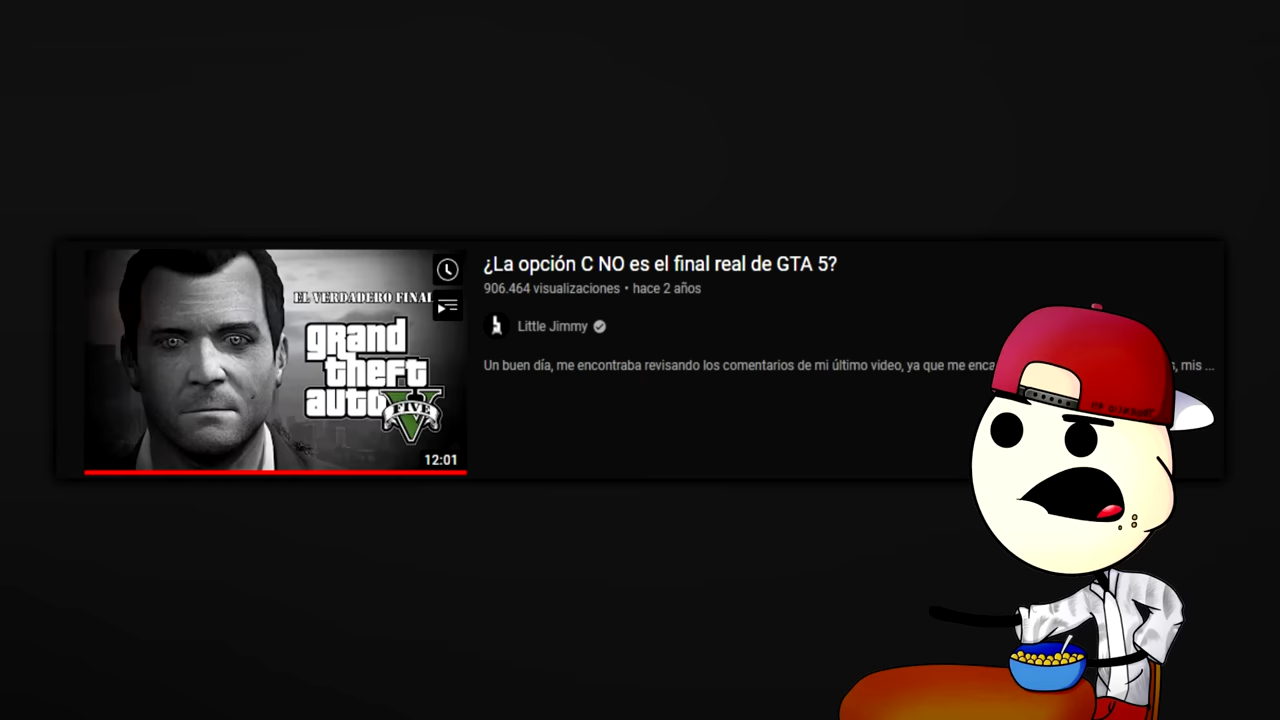 ¿La opción C NO es el final real de GTA 5?
906.464 visualizaciones • hace 2 años
EL VERDADERO FINAL
grand
theft
auto
FIVE
12:01
Little Jimmy
Un buen día, me encontraba revisando los comentarios de mi último video, ya que me enca
, mis ...